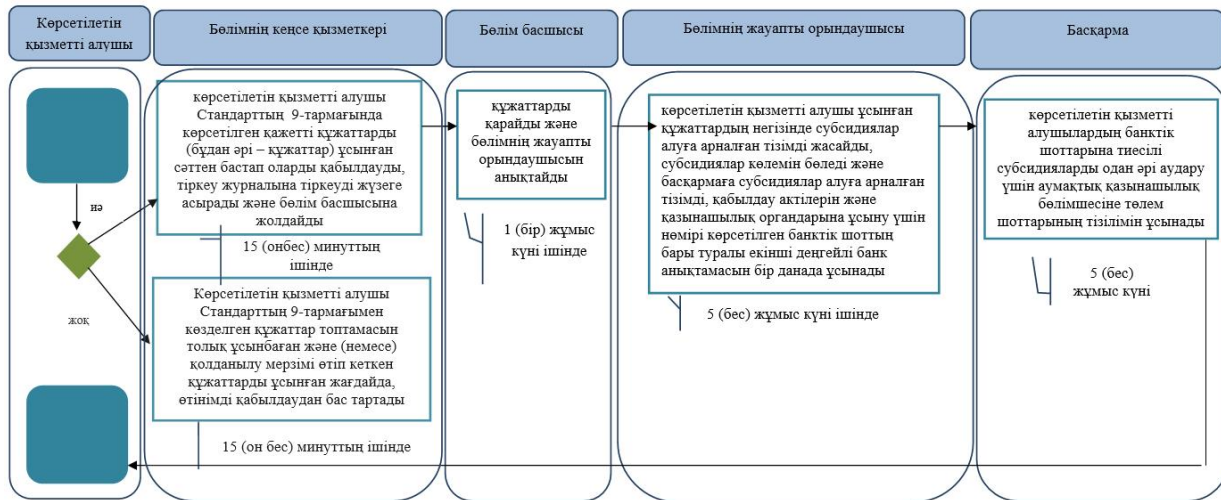 Көрсетілетін
қызметті алушы
Бөлімнің кеңсе қызметкері
Бөлім басшысы
Бөлімнің жауапты орындаушысы
Басқарма
иә
жоқ
көрсетілетін қызметті алушы
Стандарттың 9-тармағында
көрсетілген қажетті құжаттарды
(бұдан әрі – құжаттар) ұсынған
сәттен бастап оларды қабылдауды,
тіркеу журналына тіркеуді жүзеге
асырады және бөлім басшысына
жолдайды
15 (онбес) минуттың
ішінде
Көрсетілетін қызметті алушы
Стандарттың 9-тармағымен
көзделген құжаттар топтамасын
толық ұсынбаған және (немесе)
қолданылу мерзімі өтіп кеткен
құжаттарды ұсынған жағдайда,
өтінімді қабылдаудан бас тартады
15 (он бес) минуттың ішінде
құжаттарды
қарайды және
бөлімнің жауапты
орындаушысын
анықтайды
1 (бір) жұмыс
күні ішінде
көрсетілетін қызметті алушы ұсынған
құжаттардың негізінде субсидиялар
алуға арналған тізімді жасайды,
субсидиялар көлемін бөледі және
басқармаға субсидиялар алуға арналған
тізімді, қабылдау актілерін және
қазынашылық органдарына ұсыну үшін
нөмірі көрсетілген банктік шоттың
бары туралы екінші деңгейлі банк
анықтамасын бір данада ұсынады
5 (бес) жұмыс күні ішінде
көрсетілетін қызметті
алушылардың банктік
шоттарына тиесілі
субсидияларды одан әрі аудару
үшін аумақтық қазынашылық
бөлімшесіне төлем
шоттарының тізілімін ұсынады
5 (бес)
жұмыс күні